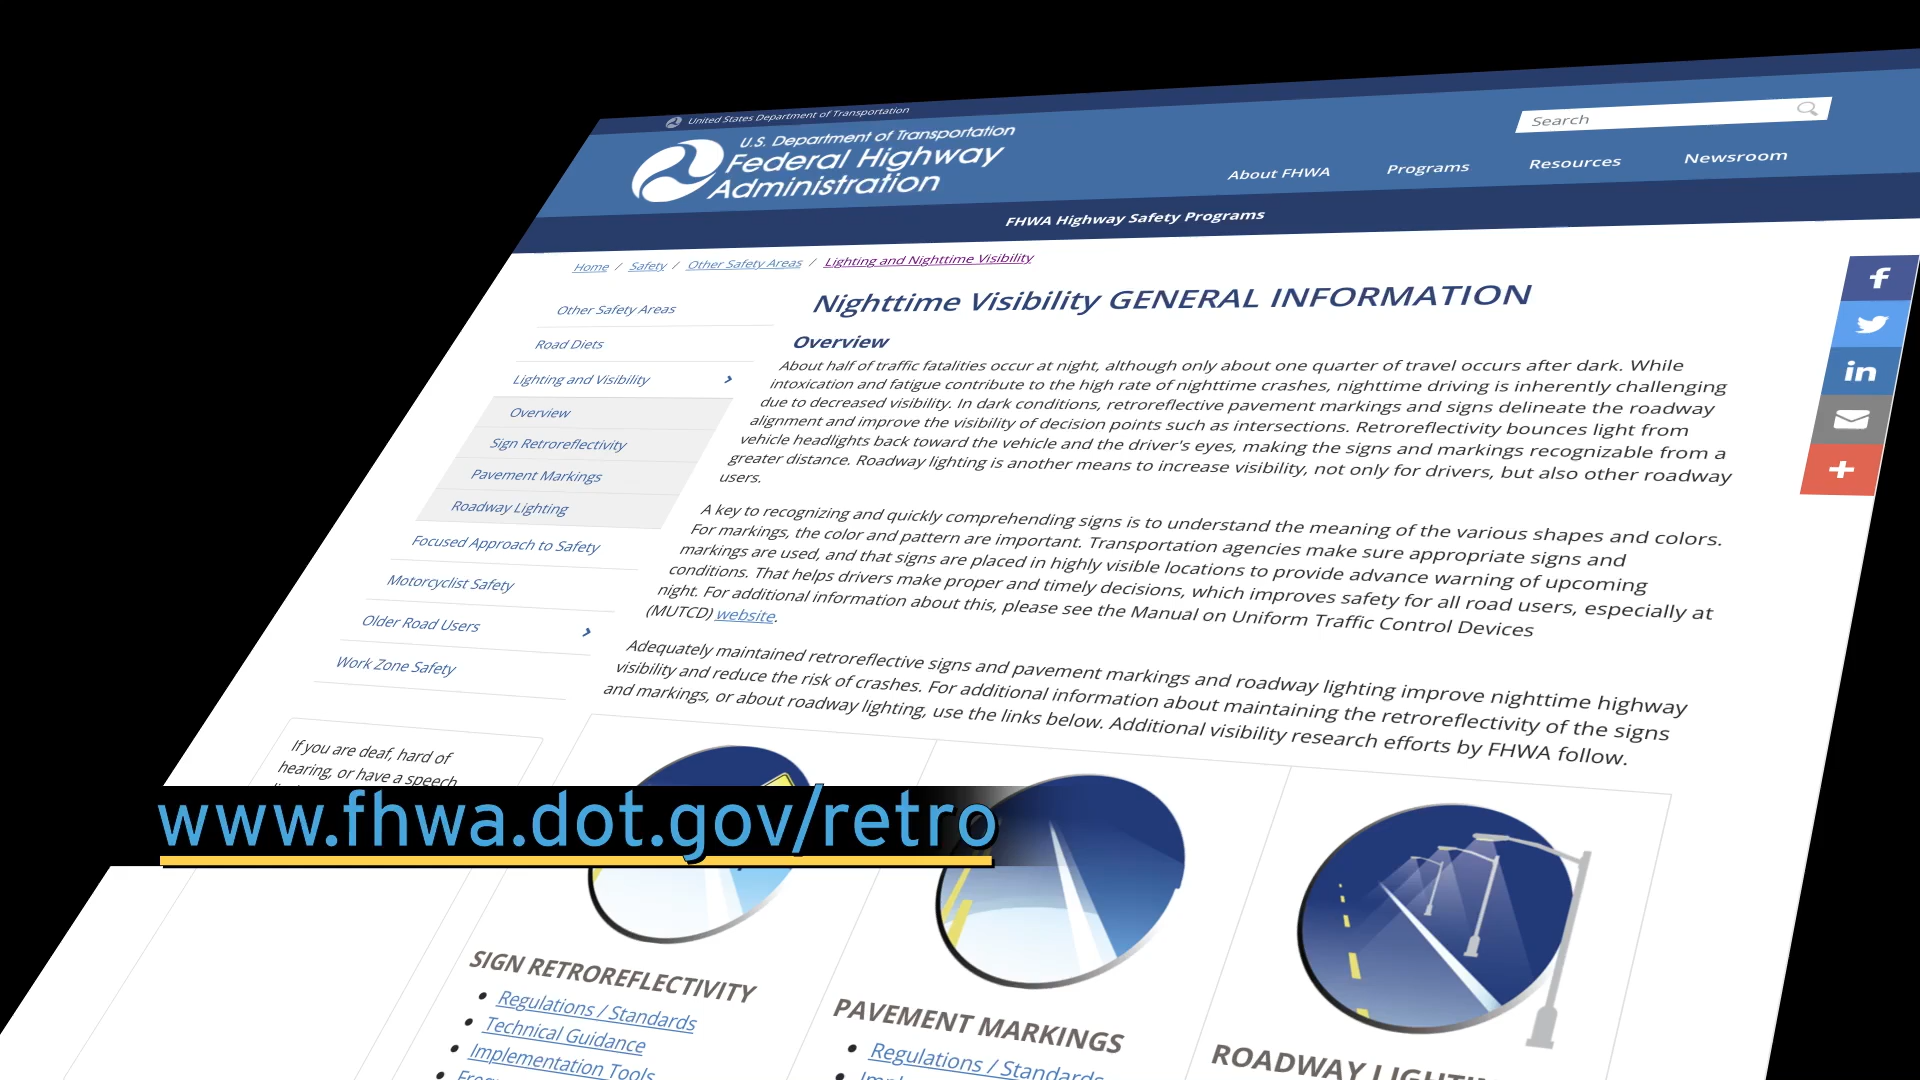 United States Department of Transportation
U.S. Department of Transportation
Federal Highway
Administration
Search
About FHWA
Programs
Resources
Newsroom
FHWA Highway Safety Programs
Home / Safety / Other Safety Areas / Lighting and Nighttime Visibility
Other Safety Areas
Road Diets
Lighting and Visibility
Overview
Sign Retroreflectivity
Pavement Markings
Roadway Lighting
Focused Approach to Safety
Motorcyclist Safety
Older Road Users
Work Zone Safety
If you are deaf, hard of
hearing, or have a speech
Nighttime Visibility GENERAL INFORMATION
Overview
About half of traffic fatalities occur at night, although only about one quarter of travel occurs after dark. While
intoxication and fatigue contribute to the high rate of nighttime crashes, nighttime driving is inherently challenging
due to decreased visibility. In dark conditions, retroreflective pavement markings and signs delineate the roadway
alignment and improve the visibility of decision points such as intersections. Retroreflectivity bounces light from
vehicle headlights back toward the vehicle and the driver's eyes, making the signs and markings recognizable from a
greater distance. Roadway lighting is another means to increase visibility, not only for drivers, but also other roadway
users.
A key to recognizing and quickly comprehending signs is to understand the meaning of the various shapes and colors.
For markings, the color and pattern are important. Transportation agencies make sure appropriate signs and
markings are used, and that signs are placed in highly visible locations to provide advance warning of upcoming
conditions. That helps drivers make proper and timely decisions, which improves safety for all road users, especially at
night. For additional information about this, please see the Manual on Uniform Traffic Control Devices
(MUTCD) website.
Adequately maintained retroreflective signs and pavement markings and roadway lighting improve nighttime highway
visibility and reduce the risk of crashes. For additional information about maintaining the retroreflectivity of the signs
and markings, or about roadway lighting, use the links below. Additional visibility research efforts by FHWA follow.
www.fhwa.dot.gov/retro
SIGN RETROREFLECTIVITY
• Regulations / Standards
• Technical Guidance
• Implementation Tools
PAVEMENT MARKINGS
• Regulations / Standards
ROADWAY